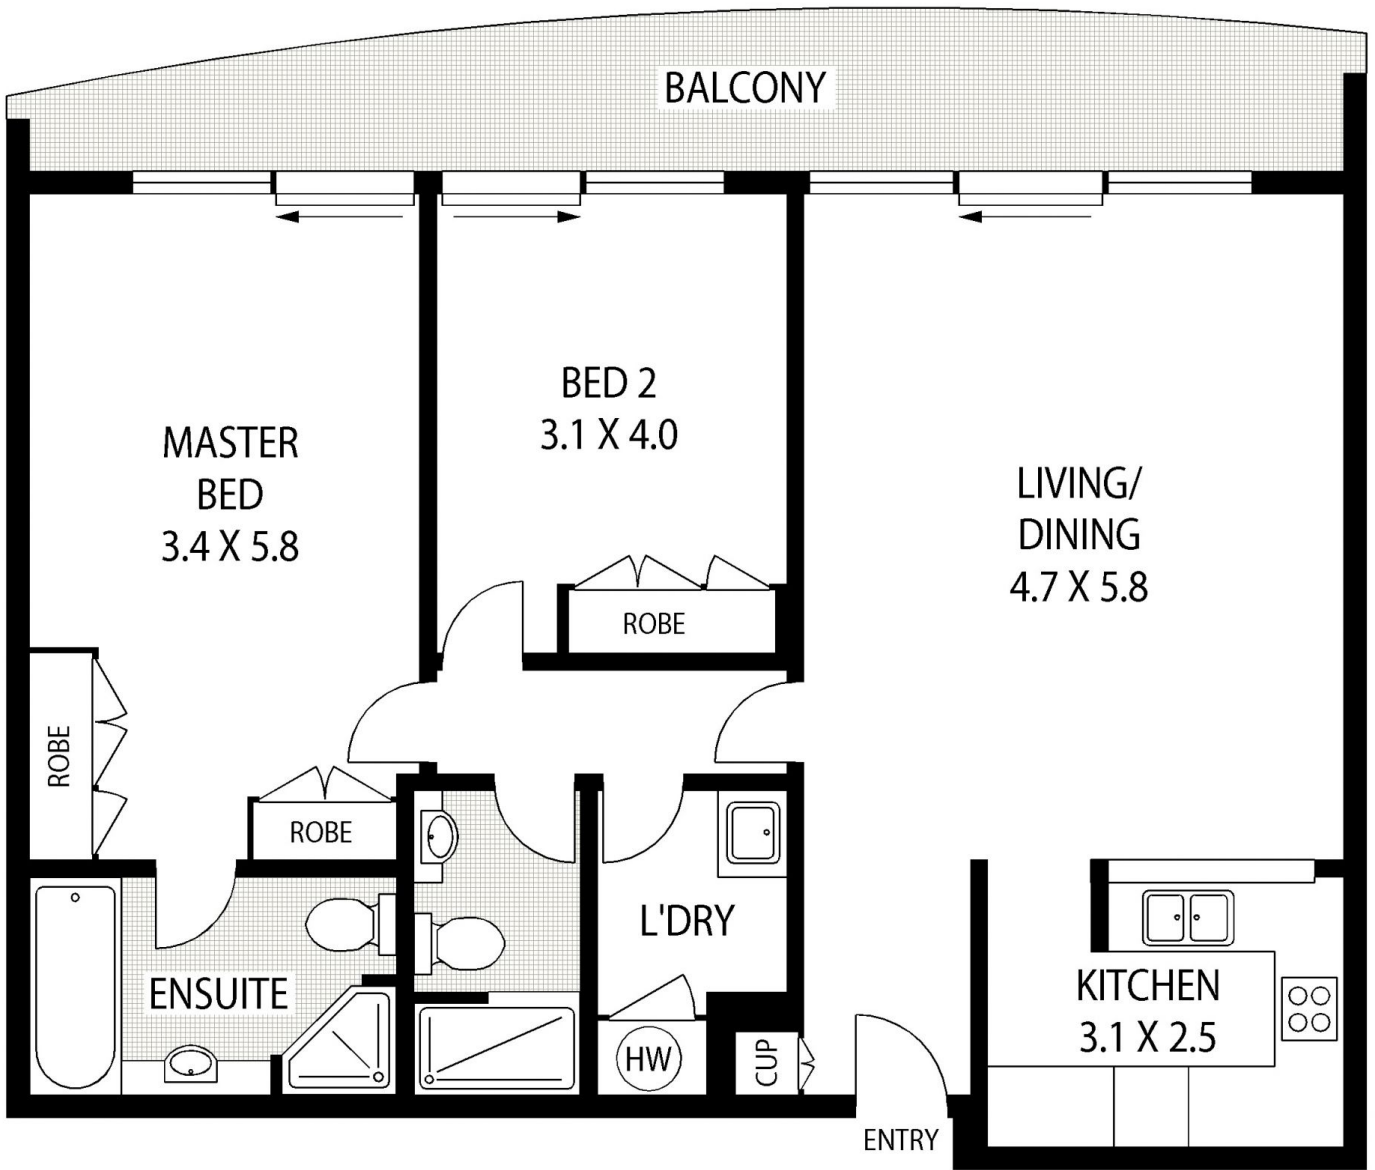 BALCONY
BED 2
3.1 X 4.0
MASTER
BED
3.4 X 5.8
LIVING/
DINING
4.7 X 5.8
ROBE
ROBE
ROBE
L'DRY
ENSUITE
KITCHEN
3.1 X 2.5
HW
CUP
ENTRY